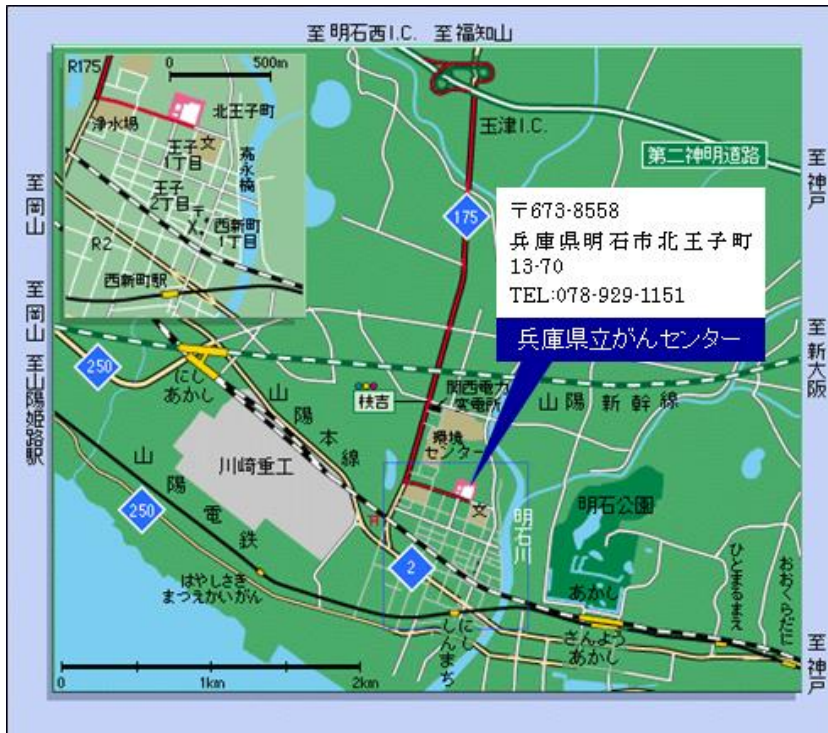 至明石西I.C. 至福知山
R175
0 500m
浄水場
北王子町
文
王子
1丁目
嘉永橋
王子
2丁目
〒
西新町
1丁目
R2
西新町駅
至岡山
至岡山
至山陽姫路駅
至神戸
至新大阪
至神戸
玉津I.C.
第二神明道路
175
〒673-8558
兵庫県明石市北王子町
13-70
TEL:078-929-1151
兵庫県立がんセンター
250
にし
あかし
山陽本線
枝吉
関西電力
変電所
山陽新幹線
環境
センター
川崎重工
山陽電鉄
250
文
明石川
明石公園
2
はやしさき
まつえかいがん
にし
しんまち
あかし
さんよう
あかし
ひとまるまえ
おおくらだに
0 1km 2km